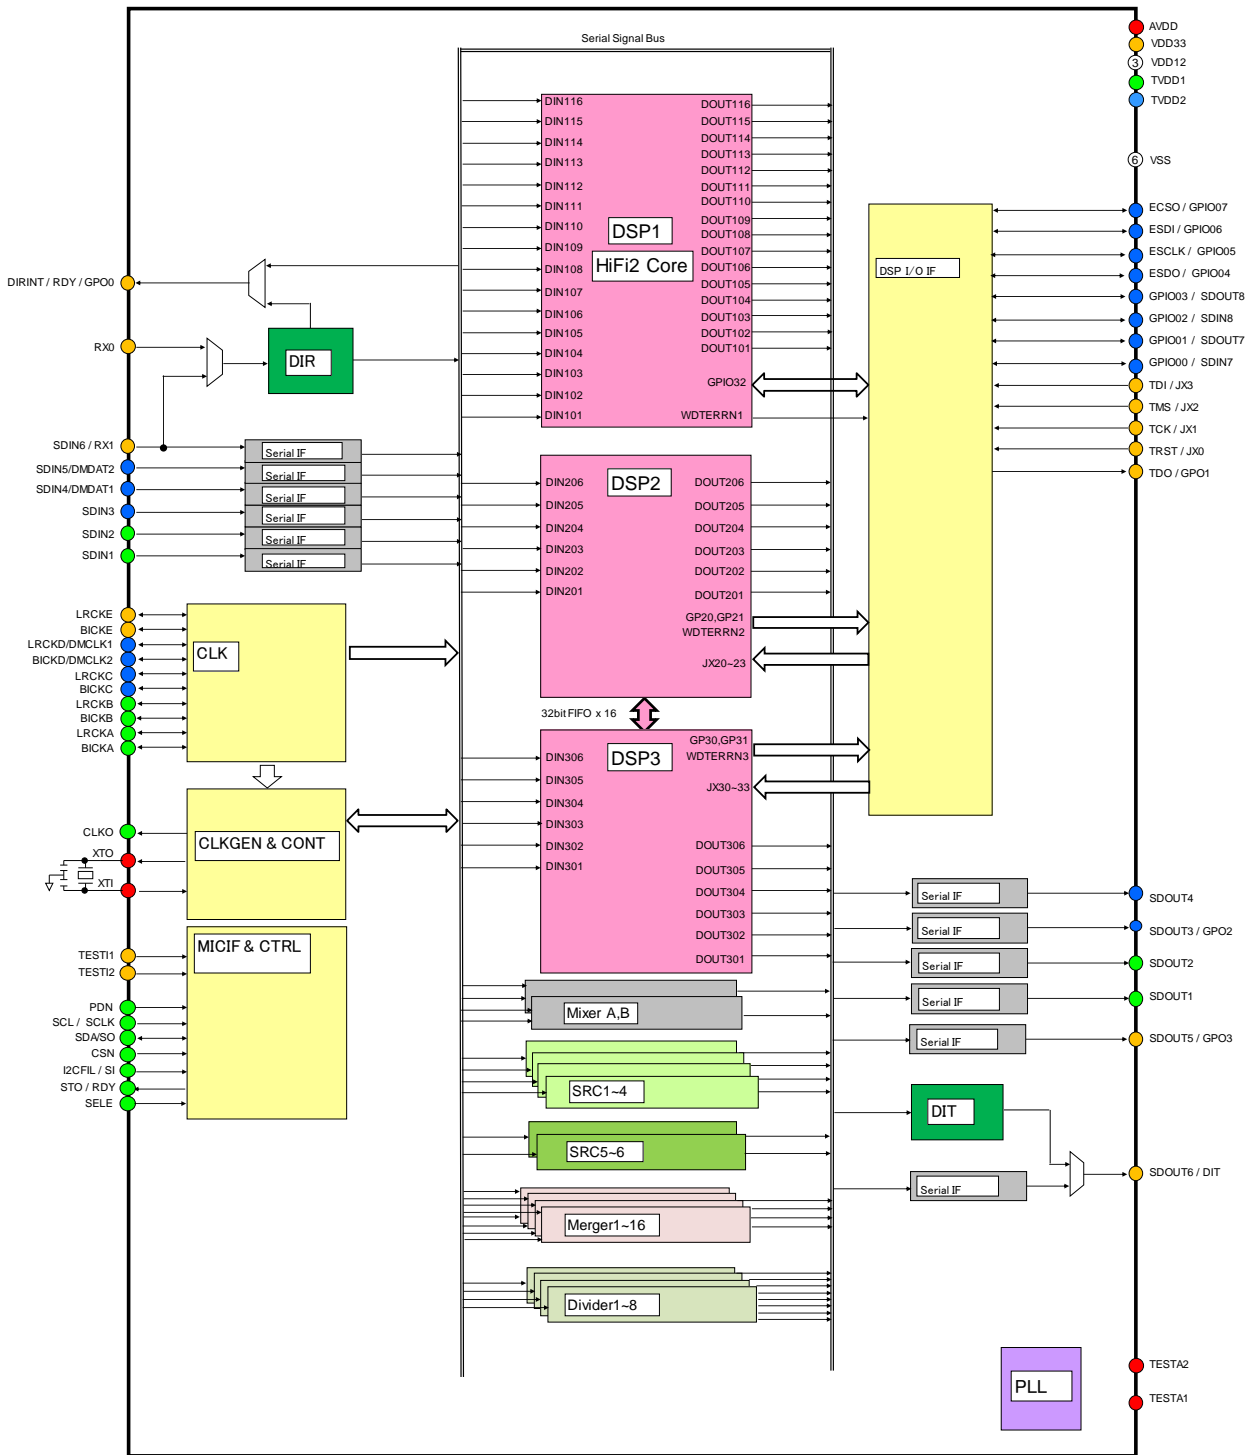 Serial Signal Bus
AVDD
VDD33
3 VDD12
TVDD1
TVDD2
6 VSS
DIRINT / RDY / GPO0
RX0
SDIN6 / RX1
SDIN5/DMDAT2
SDIN4/DMDAT1
SDIN3
SDIN2
SDIN1
DIR
Serial IF
Serial IF
Serial IF
Serial IF
Serial IF
Serial IF
LRCKE
BICKE
LRCKD/DMCLK1
BICKD/DMCLK2
LRCKC
BICKC
LRCKB
BICKB
LRCKA
BICKA
CLK
CLKO
XTO
XTI
CLKGEN & CONT
TESTI1
TESTI2
PDN
SCL / SCLK
SDA/SO
CSN
I2CFIL / SI
STO / RDY
SELE
MICIF & CTRL
DIN116
DIN115
DIN114
DIN113
DIN112
DIN111
DIN110
DIN109
DIN108
DIN107
DIN106
DIN105
DIN104
DIN103
DIN102
DIN101
DSP1
HiFi2 Core
DOUT116
DOUT115
DOUT114
DOUT113
DOUT112
DOUT111
DOUT110
DOUT109
DOUT108
DOUT107
DOUT106
DOUT105
DOUT104
DOUT103
DOUT102
DOUT101
GPIO32
WDTERRN1
DIN206
DIN205
DIN204
DIN203
DIN202
DIN201
DSP2
DOUT206
DOUT205
DOUT204
DOUT203
DOUT202
DOUT201
GP20,GP21
WDTERRN2
JX20~23
32bit FIFO x 16
DIN306
DIN305
DIN304
DIN303
DIN302
DIN301
DSP3
GP30,GP31
WDTERRN3
JX30~33
DOUT306
DOUT305
DOUT304
DOUT303
DOUT302
DOUT301
Mixer A,B
SRC1~4
SRC5~6
Merger1~16
Divider1~8
DSP I/O IF
ECSO / GPIO07
ESDI / GPIO06
ESCLK / GPIO05
ESDO / GPIO04
GPIO03 / SDOUT8
GPIO02 / SDIN8
GPIO01 / SDOUT7
GPIO00 / SDIN7
TDI / JX3
TMS / JX2
TCK / JX1
TRST / JX0
TDO / GPO1
Serial IF
Serial IF
Serial IF
Serial IF
Serial IF
DIT
Serial IF
SDOUT4
SDOUT3 / GPO2
SDOUT2
SDOUT1
SDOUT5 / GPO3
SDOUT6 / DIT
PLL
TESTA2
TESTA1